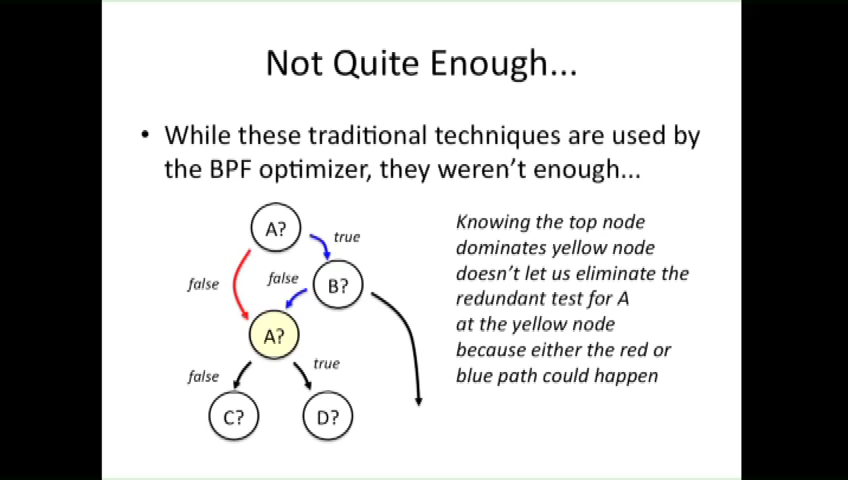 Not Quite Enough...
• While these traditional techniques are used by
the BPF optimizer, they weren't enough...
A?
true
false
false
B?
A?
true
false
C?
D?
Knowing the top node
dominates yellow node
doesn't let us eliminate the
redundant test for A
at the yellow node
because either the red or
blue path could happen